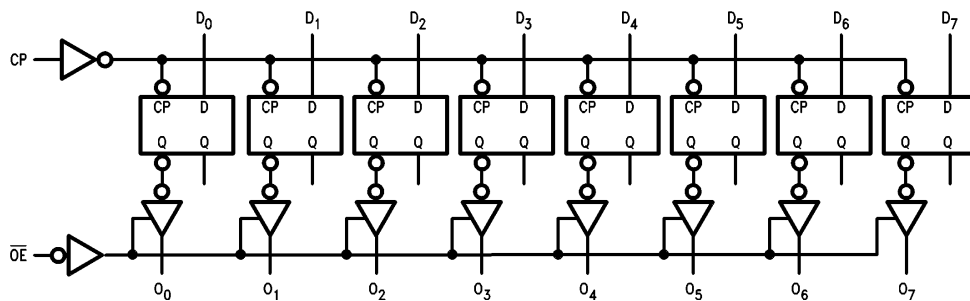 D0 D1 D2 D3 D4 D5 D6 D7
CP
CP D CP D CP D CP D CP D CP D CP D CP D
Q Q Q Q Q Q Q Q Q Q Q Q Q Q Q Q
O̅E̅
O0 O1 O2 O3 O4 O5 O6 O7